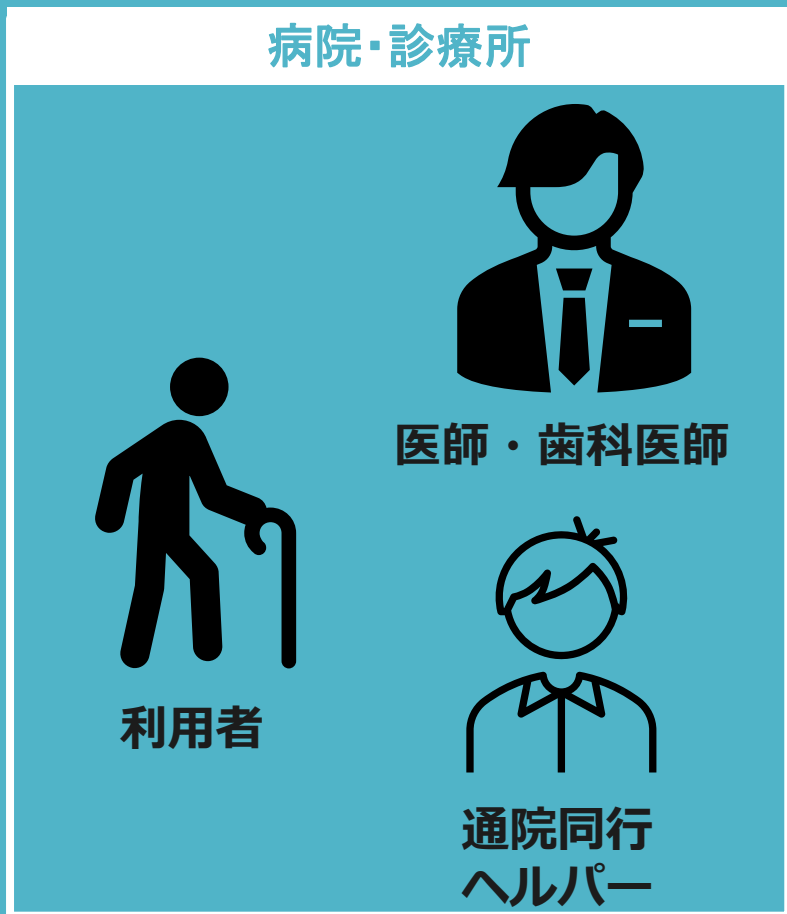 病院・診療所
医師・歯科医師
利用者
通院同行
ヘルパー